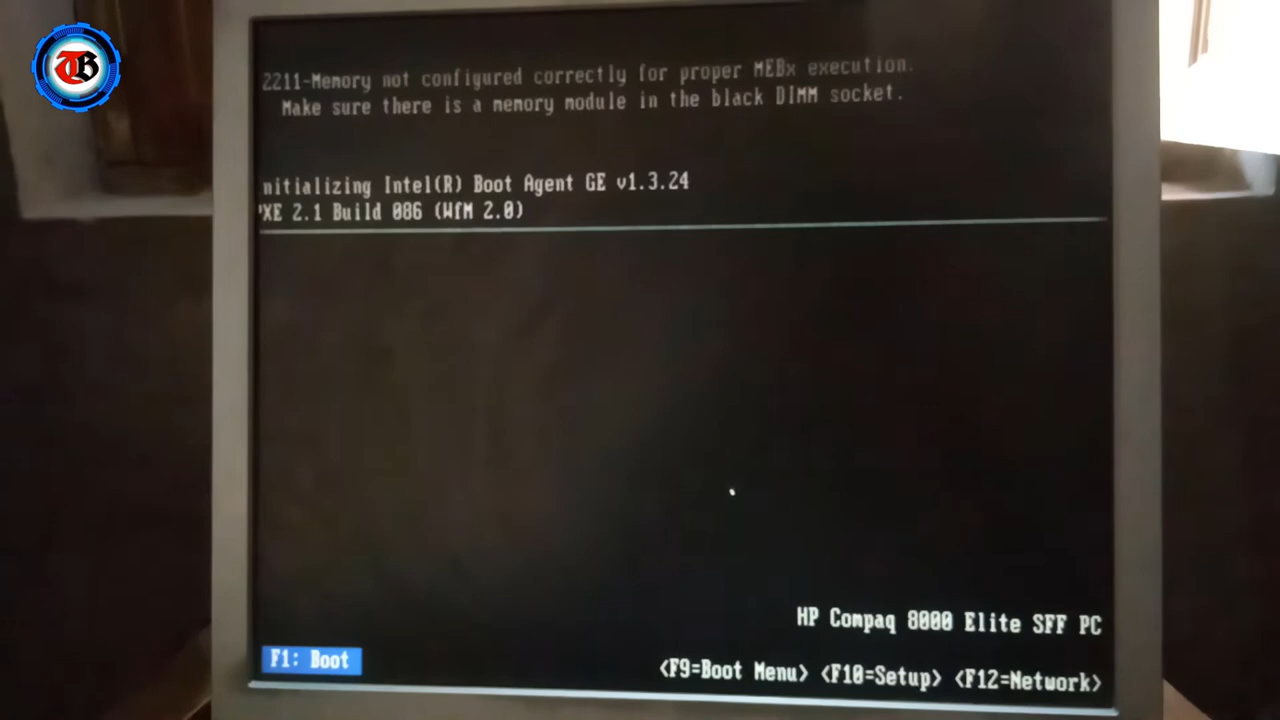 TB
2211-Memory not configured correctly for proper MEBx execution.
Make sure there is a memory module in the black DIMM socket.
nitializing Intel(R) Boot Agent GE v1.3.24
PXE 2.1 Build 086 (WfM 2.0)
HP Compaq 8000 Elite SFF PC
F1: Boot
<F9=Boot Menu> <F10=Setup> <F12=Network>